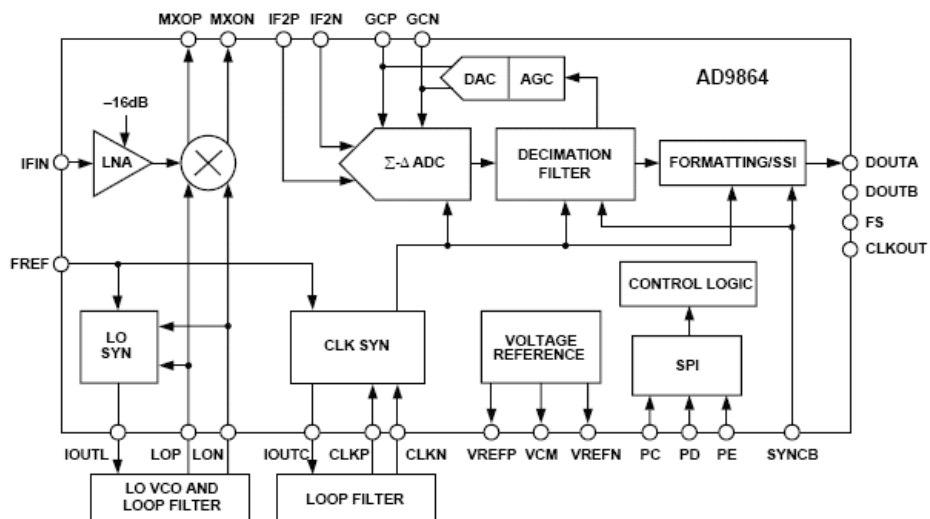 MXOP MXON IF2P IF2N GCP GCN
DAC AGC
AD9864
–16dB
IFIN
LNA
Σ-Δ ADC
DECIMATION
FILTER
FORMATTING/SSI
DOUTA
DOUTB
FS
CLKOUT
FREF
CONTROL LOGIC
LO
SYN
CLK SYN
VOLTAGE
REFERENCE
SPI
IOUTL LOP LON IOUTC CLKP CLKN VREFP VCM VREFN PC PD PE SYNCB
LO VCO AND
LOOP FILTER
LOOP FILTER